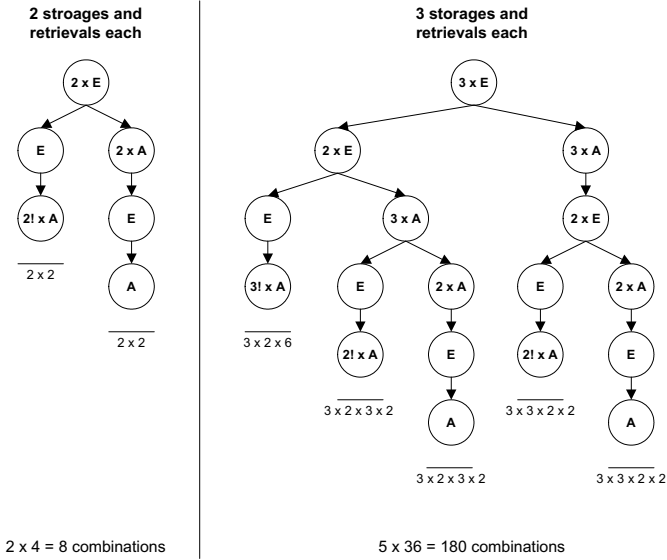 2 stroages and
retrievals each
3 storages and
retrievals each
2 x E
3 x E
E
2 x A
2 x E
3 x A
2! x A
E
E
3 x A
2 x E
2 x 2
A
3! x A
E
2 x A
E
2 x A
2 x 2
3 x 2 x 6
2! x A
E
2! x A
E
3 x 2 x 3 x 2
A
3 x 3 x 2 x 2
A
3 x 2 x 3 x 2
3 x 3 x 2 x 2
2 x 4 = 8 combinations
5 x 36 = 180 combinations